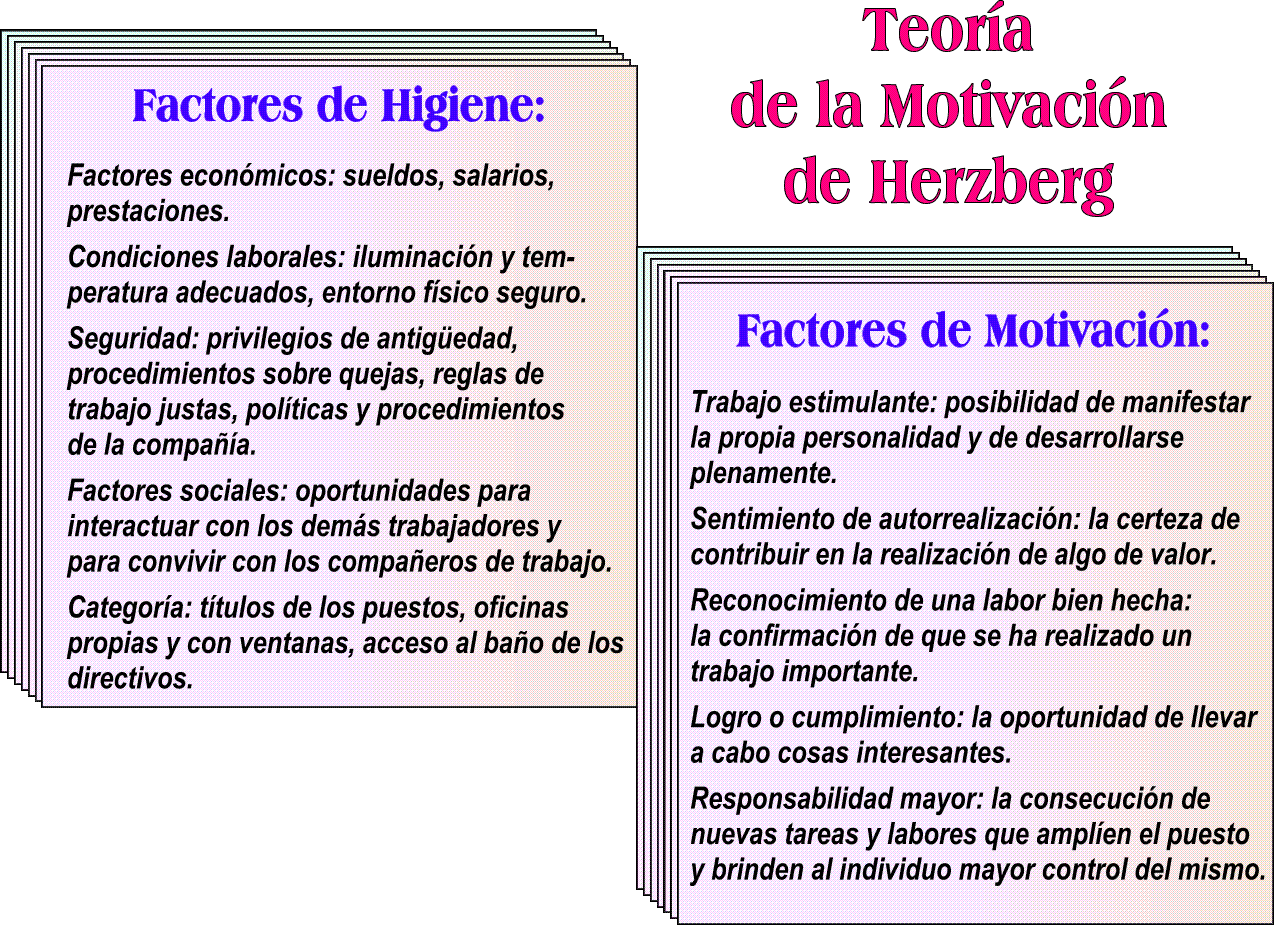 Teoría
de la Motivación
de Herzberg
Factores de Higiene:
Factores económicos: sueldos, salarios,
prestaciones.
Condiciones laborales: iluminación y tem-
peratura adecuados, entorno físico seguro.
Seguridad: privilegios de antigüedad,
procedimientos sobre quejas, reglas de
trabajo justas, políticas y procedimientos
de la compañía.
Factores sociales: oportunidades para
interactuar con los demás trabajadores y
para convivir con los compañeros de trabajo.
Categoría: títulos de los puestos, oficinas
propias y con ventanas, acceso al baño de los
directivos.
Factores de Motivación:
Trabajo estimulante: posibilidad de manifestar
la propia personalidad y de desarrollarse
plenamente.
Sentimiento de autorrealización: la certeza de
contribuir en la realización de algo de valor.
Reconocimiento de una labor bien hecha:
la confirmación de que se ha realizado un
trabajo importante.
Logro o cumplimiento: la oportunidad de llevar
a cabo cosas interesantes.
Responsabilidad mayor: la consecución de
nuevas tareas y labores que amplíen el puesto
y brinden al individuo mayor control del mismo.